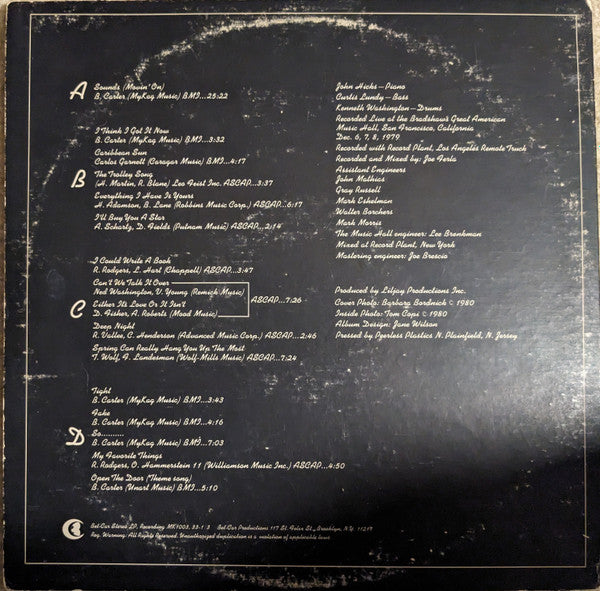 A
Sounds (Movin' On)
B. Carter (MyKag Music) BMI...25:22
B
I Think I Got It Now
B. Carter (MyKag Music) BMI...3:32
Caribbean Sun
Carlos Garnett (Caragar Music) BMI...4:17
The Trolley Song
(H. Martin, R. Blane) Leo Feist Inc. ASCAP...3:37
Everything I Have Is Yours
H. Adamson, B. Lane (Robbins Music Corp.) ASCAP...6:17
I'll Buy You A Star
A. Schartz, D. Fields (Putnam Music) ASCAP...2:14
C
I Could Write A Book
R. Rodgers, L. Hart (Chappell) ASCAP...3:47
Can't We Talk It Over
Ned Washington, V. Young (Remick Music)
Either Its Love Or It Isn't
D. Fisher, A. Roberts (Mood Music)
ASCAP...7:26
Deep Night
R. Vallee, C. Henderson (Advanced Music Corp.) ASCAP...2:46
Spring Can Really Hang You Up The Most
T. Wolf, F. Landesman (Wolf-Mills Music) ASCAP...7:24
D
Tight
B. Carter (MyKag Music) BMI...3:43
Fake
B. Carter (MyKag Music) BMI...4:16
So..........
B. Carter (MyKag Music) BMI...7:03
My Favorite Things
R. Rodgers, O. Hammerstein 11 (Williamson Music Inc.) ASCAP...4:50
Open The Door (Theme song)
B. Carter (Unart Music) BMI...5:10
John Hicks—Piano
Curtis Lundy—Bass
Kenneth Washington—Drums
Recorded Live at the Bradshaws Great American
Music Hall, San Francisco, California
Dec. 6, 7, 8, 1979
Recorded with Record Plant, Los Angeles Remote Truck
Recorded and Mixed by: Joe Ferla
Assistant Engineers
John Mathias
Gray Russell
Mark Eshelman
Walter Borchers
Mark Morris
The Music Hall engineer: Lee Brenkman
Mixed at Record Plant, New York
Mastering engineer: Joe Brescio
Produced by Liljay Productions Inc.
Cover Photo: Barbara Bordnick © 1980
Inside Photo: Tom Copi © 1980
Album Design: Jane Wilson
Pressed by Peerless Plastics N. Plainfield, N. Jersey
Bet-Car Stereo LP, Recording MK1003, 33-1/3 Bet-Car Productions 117 St. Felix St., Brooklyn, N.Y. 11217
Reg. Warning: All Rights Reserved. Unauthorized duplication is a violation of applicable laws